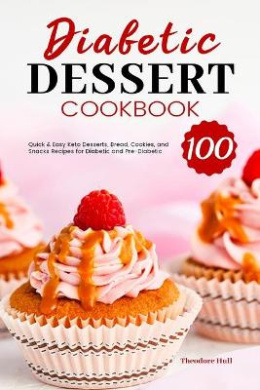 Diabetic
DESSERT
COOKBOOK
Quick & Easy Keto Desserts, Bread, Cookies, and
Snacks Recipes for Diabetic and Pre-Diabetic
100
Theodore Hull